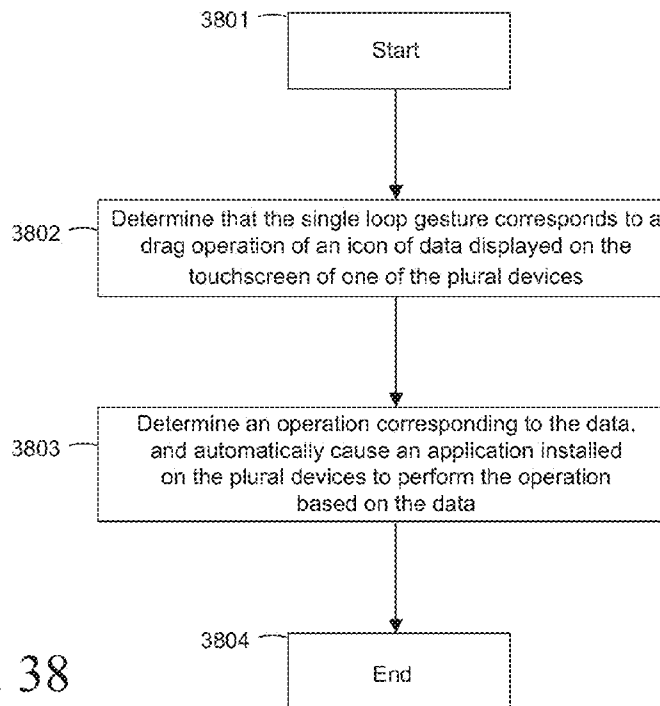 3801
Start
3802
Determine that the single loop gesture corresponds to a
drag operation of an icon of data displayed on the
touchscreen of one of the plural devices
3803
Determine an operation corresponding to the data,
and automatically cause an application installed
on the plural devices to perform the operation
based on the data
3804
End
. 38